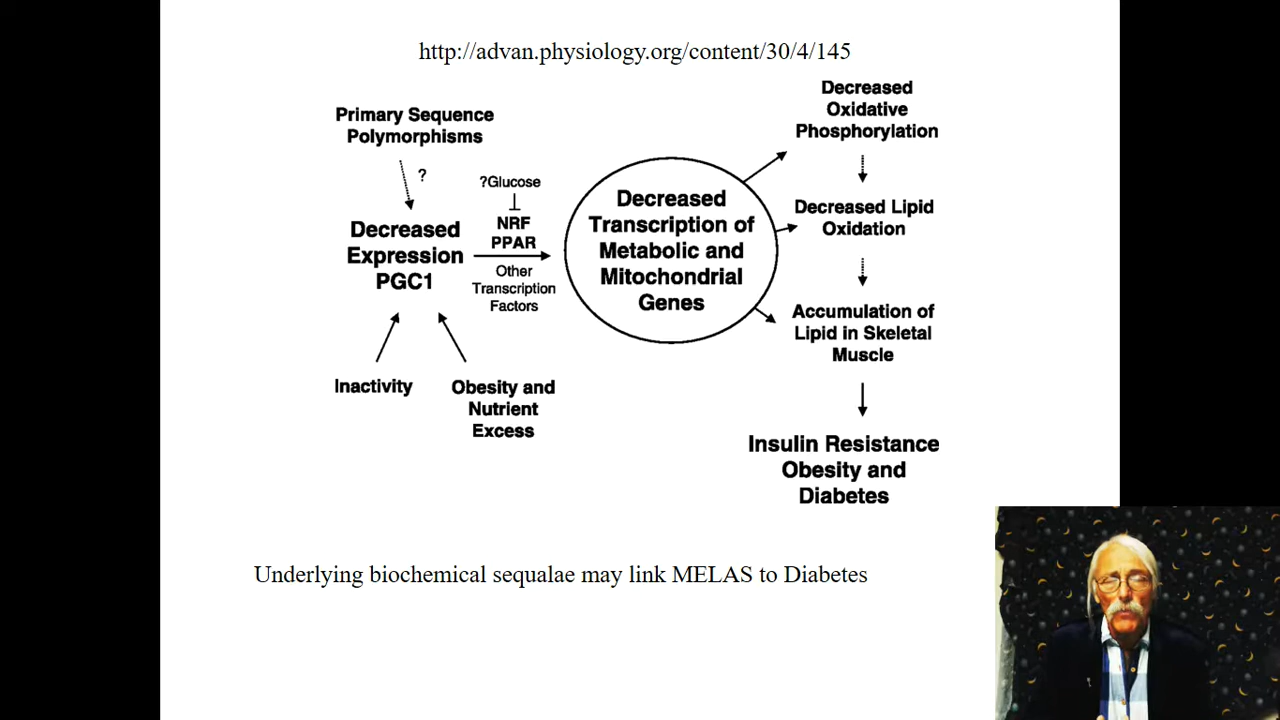 http://advan.physiology.org/content/30/4/145
Primary Sequence
Polymorphisms
?
Decreased
Expression
PGC1
Inactivity
Obesity and
Nutrient
Excess
?Glucose
NRF
PPAR
Other
Transcription
Factors
Decreased
Transcription of
Metabolic and
Mitochondrial
Genes
Decreased
Oxidative
Phosphorylation
Decreased Lipid
Oxidation
Accumulation of
Lipid in Skeletal
Muscle
Insulin Resistance
Obesity and
Diabetes
Underlying biochemical sequalae may link MELAS to Diabetes